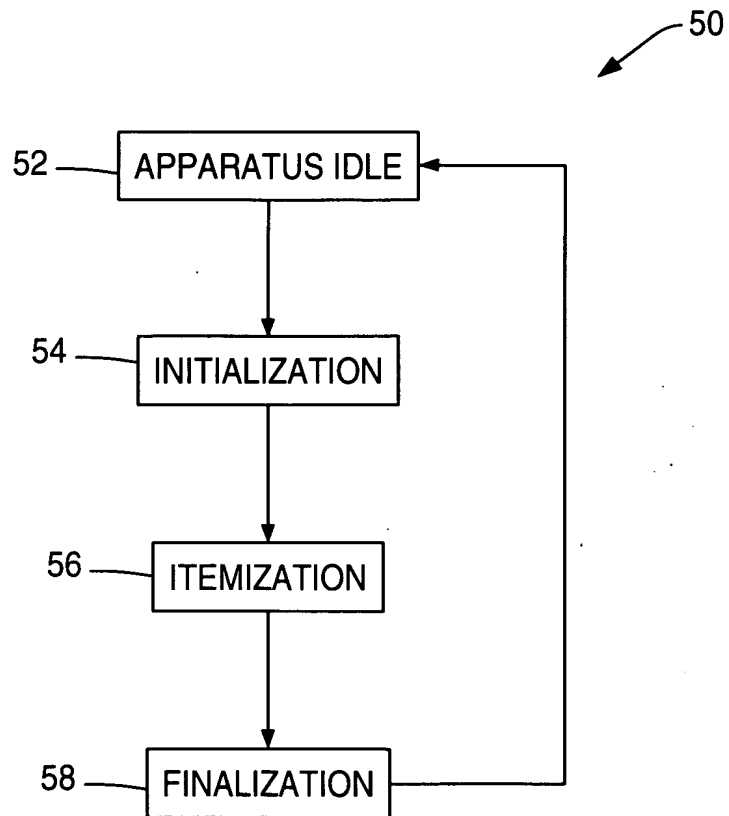 50
52 APPARATUS IDLE
54 INITIALIZATION
56 ITEMIZATION
58 FINALIZATION